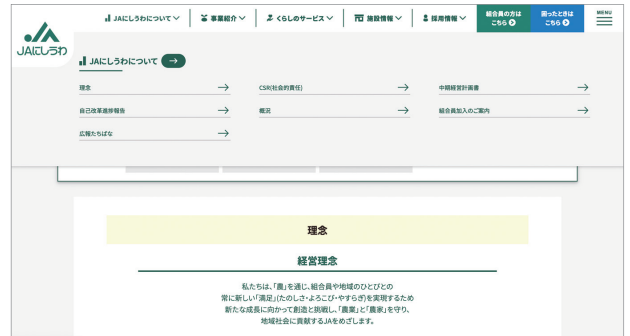 JAにしうわ
JAにしうわについて
事業紹介
くらしのサービス
施設情報
採用情報
組合員の方は
こちら
困ったときは
こちら
MENU
JAにしうわについて
理念
CSR(社会的責任)
中期経営計画書
自己改革進捗報告
概況
組合員加入のご案内
広報たちばな
理念
経営理念
私たちは、「農」を通じ、組合員や地域のひとびとの
常に新しい「満足」(たのしさ・よろこび・やすらぎ)を実現するため
新たな成長に向かって創造と挑戦し、「農業」と「農家」を守り、
地域社会に貢献するJAをめざします。